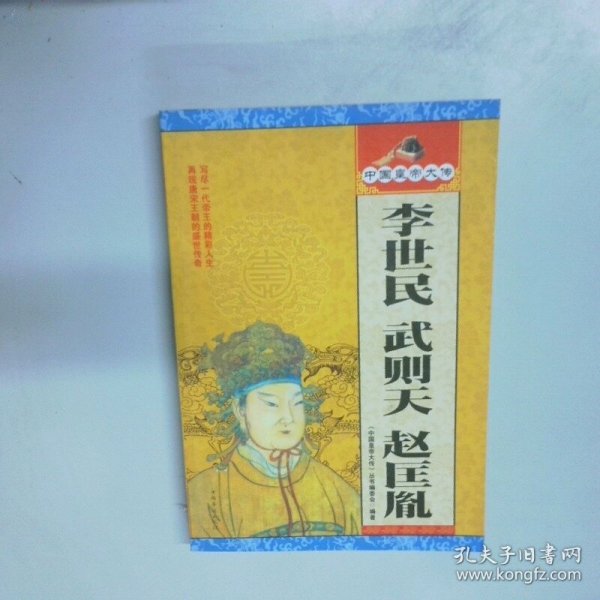 中国皇帝大传
李世民 武则天 赵匡胤
《中国皇帝大传》丛书编委会 编著
写尽一代帝王的精彩人生
再现唐宋王朝的盛世传奇
孔夫子旧书网
www.kongfz.com